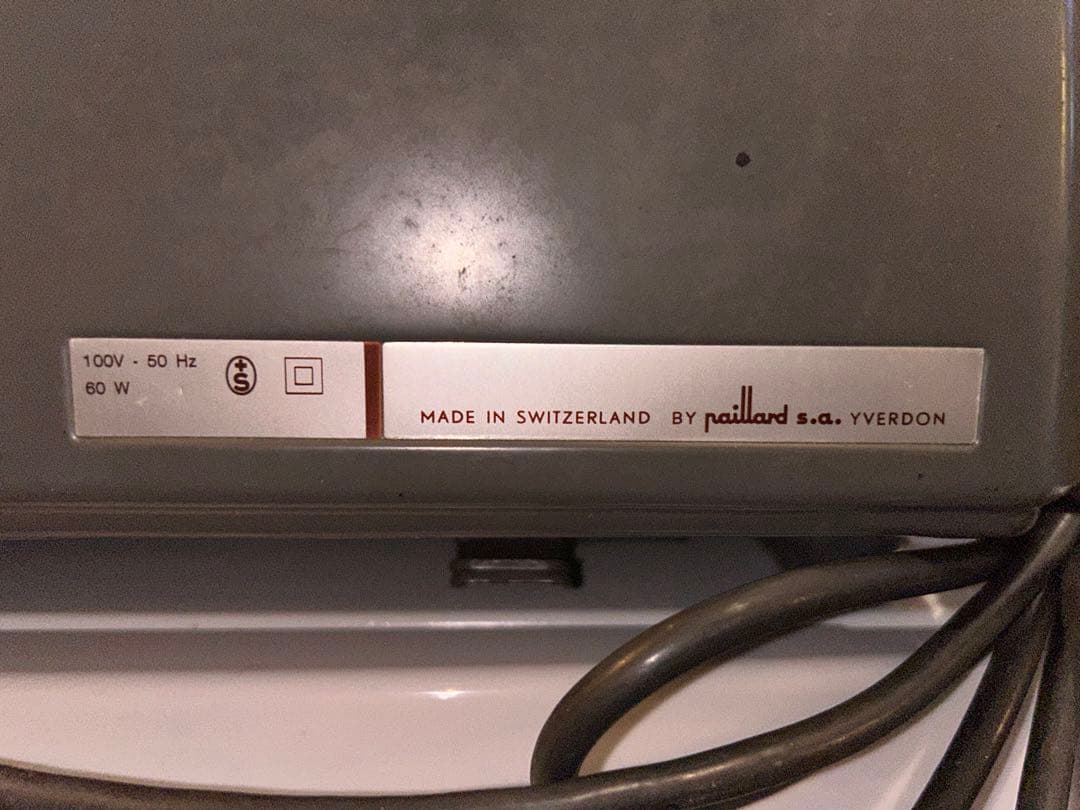 100V - 50 Hz
60 W
+S
MADE IN SWITZERLAND BY paillard s.a. YVERDON